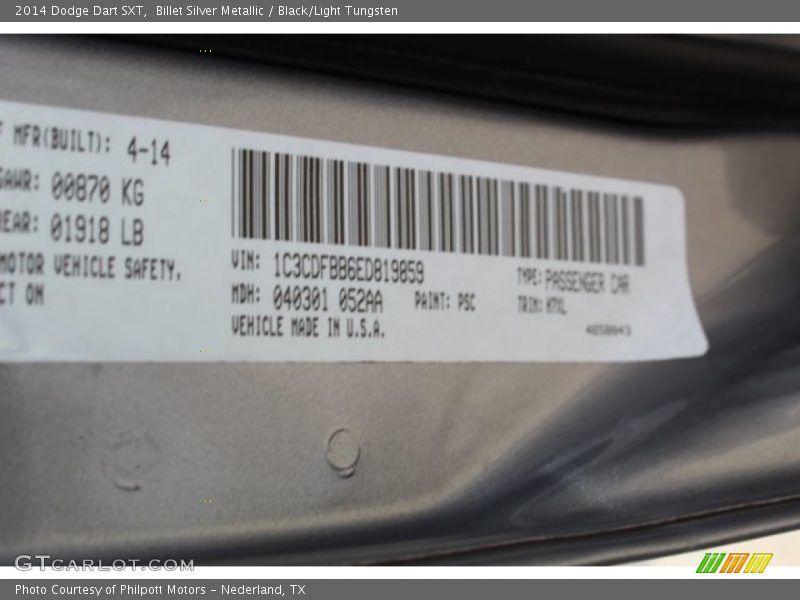 2014 Dodge Dart SXT,  Billet Silver Metallic / Black/Light Tungsten
MFR(BUILT): 4-14
GAWR: 00870 KG
REAR: 01918 LB
MOTOR VEHICLE SAFETY,
CT ON
VIN: 1C3CDFBB6ED819859
MDH: 040301 052AA
PAINT: PSC
VEHICLE MADE IN U.S.A.
TYPE: PASSENGER CAR
TRIM:
GTCARLOT.COM
Photo Courtesy of Philpott Motors - Nederland, TX